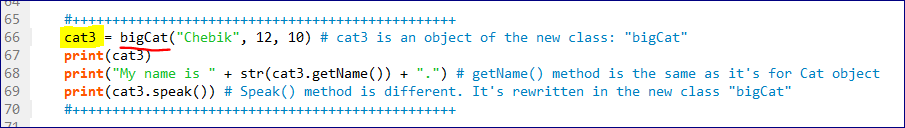 64
65 #++++++++++++++++++++++++++++++++++++++++++++++++
66 cat3 = bigCat("Chebik", 12, 10) # cat3 is an object of the new class: "bigCat"
67 print(cat3)
68 print("My name is " + str(cat3.getName()) + ".") # getName() method is the same as it's for Cat object
69 print(cat3.speak()) # Speak() method is different. It's rewritten in the new class "bigCat"
70 #++++++++++++++++++++++++++++++++++++++++++++++++
71